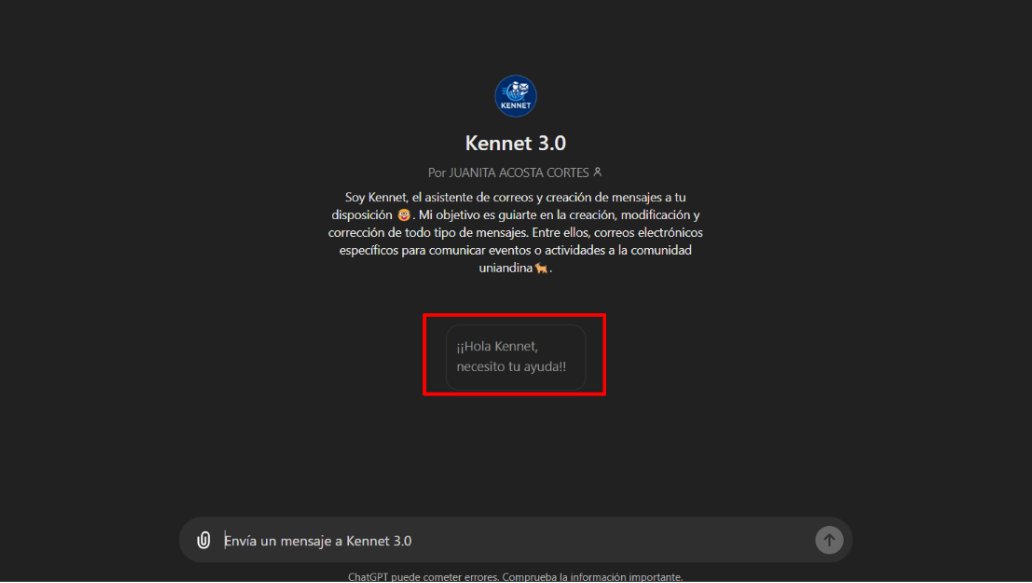 KENNET
Kennet 3.0
Por JUANITA ACOSTA CORTES
Soy Kennet, el asistente de correos y creación de mensajes a tu
disposición 🤡. Mi objetivo es guiarte en la creación, modificación y
corrección de todo tipo de mensajes. Entre ellos, correos electrónicos
específicos para comunicar eventos o actividades a la comunidad
uniandina🐐.
¡¡Hola Kennet,
necesito tu ayuda!!
Envía un mensaje a Kennet 3.0
ChatGPT puede cometer errores. Comprueba la información importante.